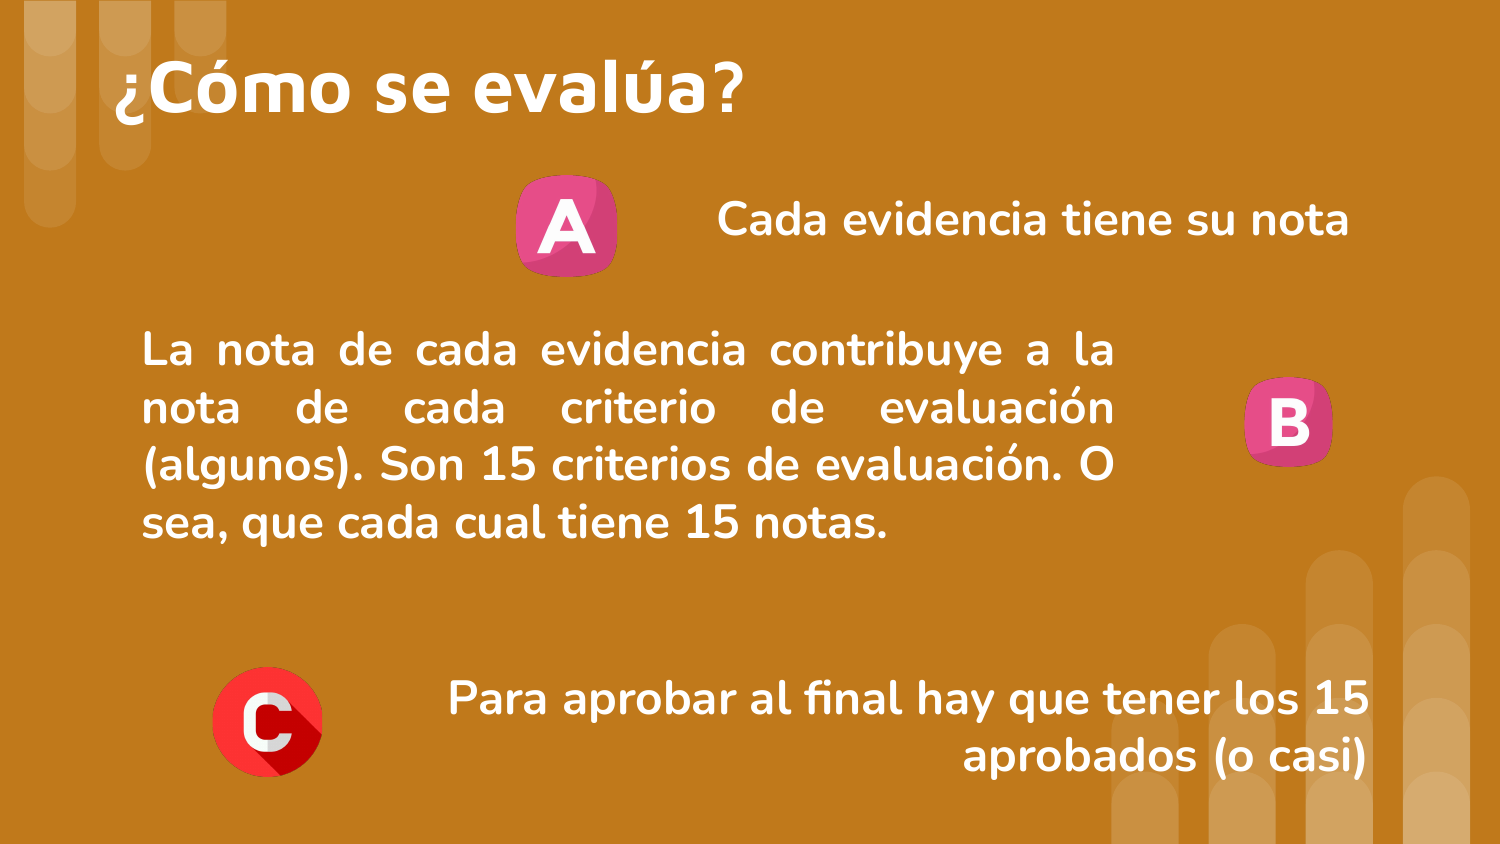 ¿Cómo se evalúa?
A
Cada evidencia tiene su nota
La nota de cada evidencia contribuye a la
nota de cada criterio de evaluación
(algunos). Son 15 criterios de evaluación. O
sea, que cada cual tiene 15 notas.
B
C
Para aprobar al final hay que tener los 15
aprobados (o casi)